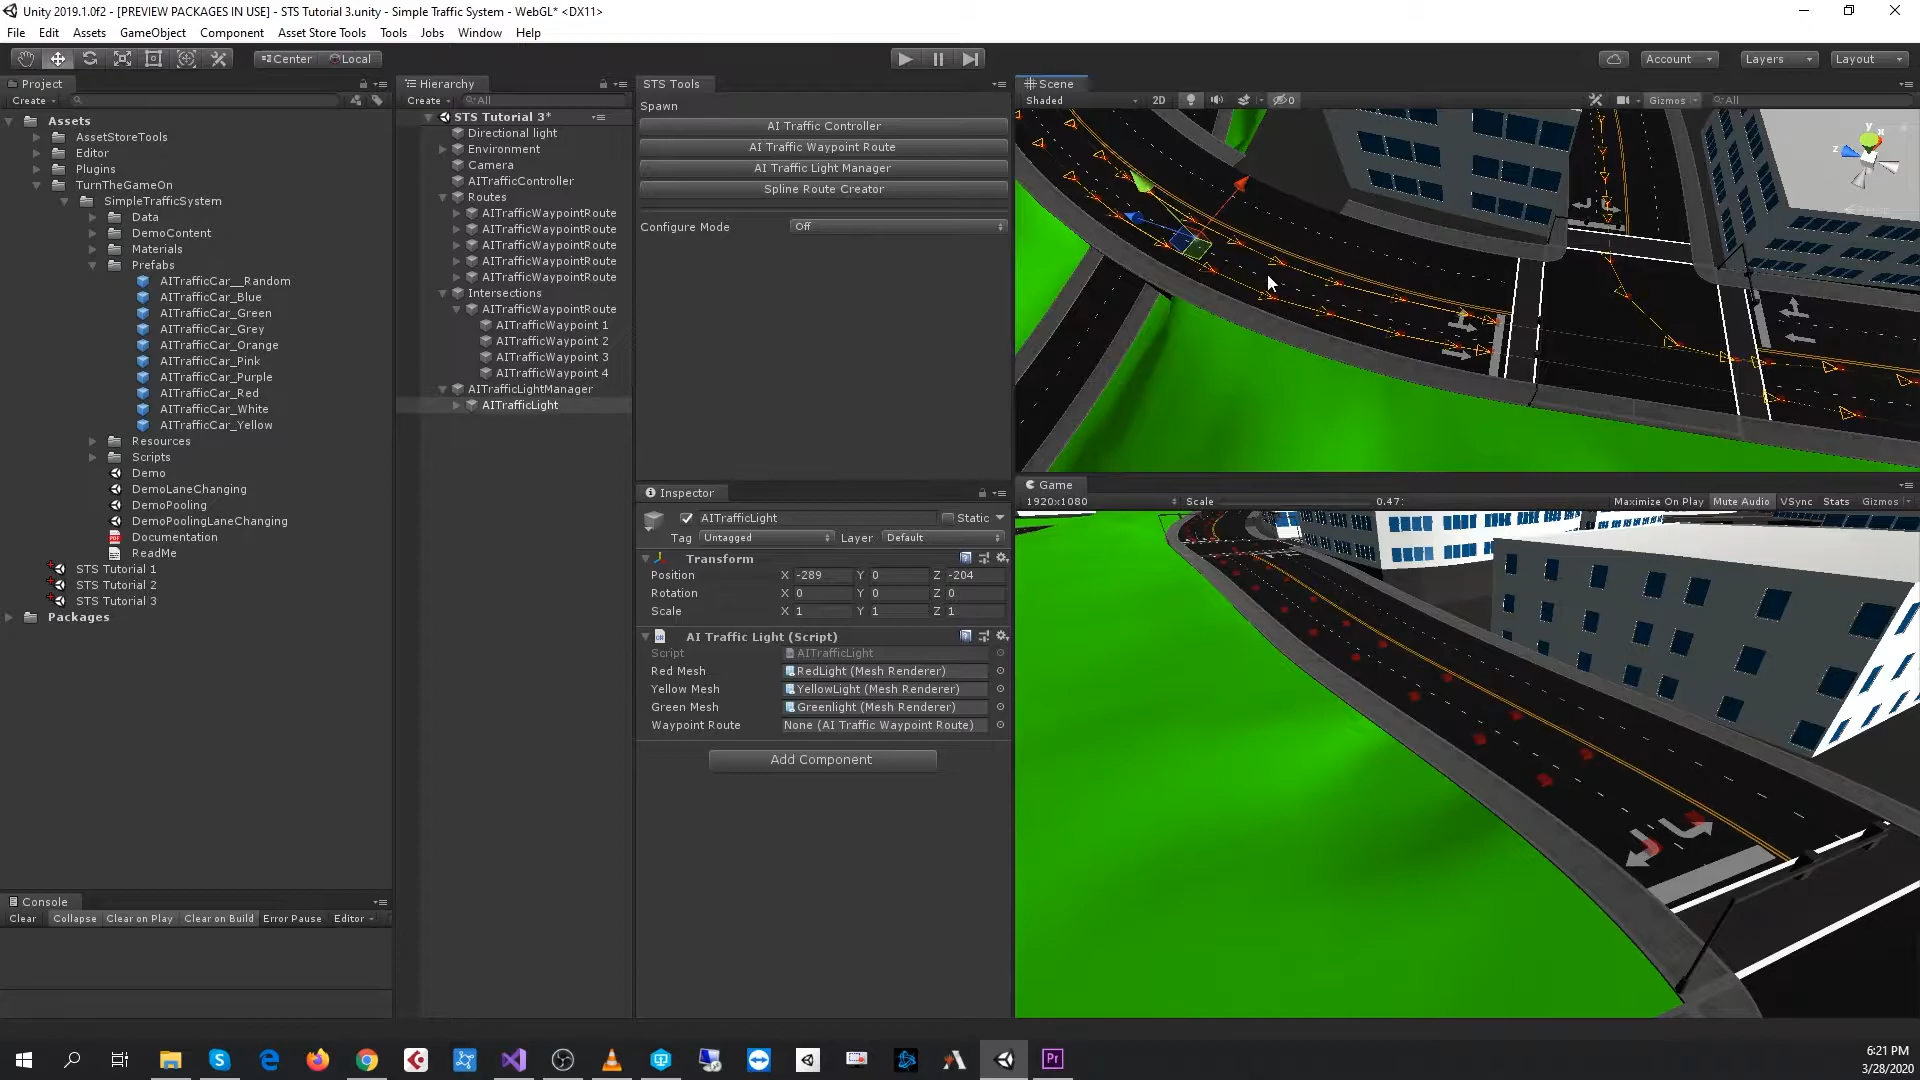 Unity 2019.1.0f2 - [PREVIEW PACKAGES IN USE] - STS Tutorial 3.unity - Simple Traffic System - WebGL* <DX11>
File Edit Assets GameObject Component Asset Store Tools Tools Jobs Window Help
Center Local Account Layers Layout
Project
Create
Assets
AssetStoreTools
Editor
Plugins
TurnTheGameOn
SimpleTrafficSystem
Data
DemoContent
Materials
Prefabs
AITrafficCar__Random
AITrafficCar_Blue
AITrafficCar_Green
AITrafficCar_Grey
AITrafficCar_Orange
AITrafficCar_Pink
AITrafficCar_Purple
AITrafficCar_Red
AITrafficCar_White
AITrafficCar_Yellow
Resources
Scripts
Demo
DemoLaneChanging
DemoPooling
DemoPoolingLaneChanging
Documentation
ReadMe
STS Tutorial 1
STS Tutorial 2
STS Tutorial 3
Packages
Console
Clear Collapse Clear on Play Clear on Build Error Pause Editor
Hierarchy
Create All
STS Tutorial 3*
Directional light
Environment
Camera
AITrafficController
Routes
AITrafficWaypointRoute
AITrafficWaypointRoute
AITrafficWaypointRoute
AITrafficWaypointRoute
AITrafficWaypointRoute
Intersections
AITrafficWaypointRoute
AITrafficWaypoint 1
AITrafficWaypoint 2
AITrafficWaypoint 3
AITrafficWaypoint 4
AITrafficLightManager
AITrafficLight
STS Tools
Spawn
AI Traffic Controller
AI Traffic Waypoint Route
AI Traffic Light Manager
Spline Route Creator
Configure Mode Off
Inspector
AITrafficLight Static
Tag Untagged Layer Default
Transform
Position X -289 Y 0 Z -204
Rotation X 0 Y 0 Z 0
Scale X 1 Y 1 Z 1
AI Traffic Light (Script)
Script AITrafficLight
Red Mesh RedLight (Mesh Renderer)
Yellow Mesh YellowLight (Mesh Renderer)
Green Mesh Greenlight (Mesh Renderer)
Waypoint Route None (AI Traffic Waypoint Route)
Add Component
Scene
Shaded 2D 0 Gizmos All
y
x
z
Game
1920x1080 Scale 0.47: Maximize On Play Mute Audio VSync Stats Gizmos
Pr
6:21 PM
3/28/2020